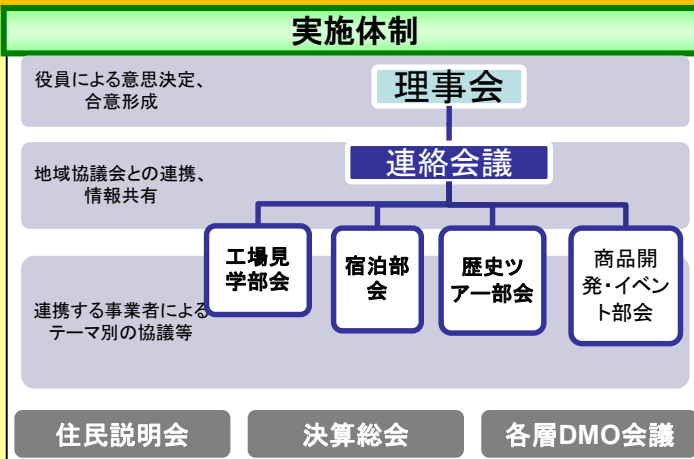 実施体制
役員による意思決定、
合意形成
理事会
地域協議会との連携、
情報共有
連絡会議
工場見
学部会
宿泊部
会
歴史ツ
アー部会
商品開
発・イベン
ト部会
連携する事業者による
テーマ別の協議等
住民説明会
決算総会
各層DMO会議